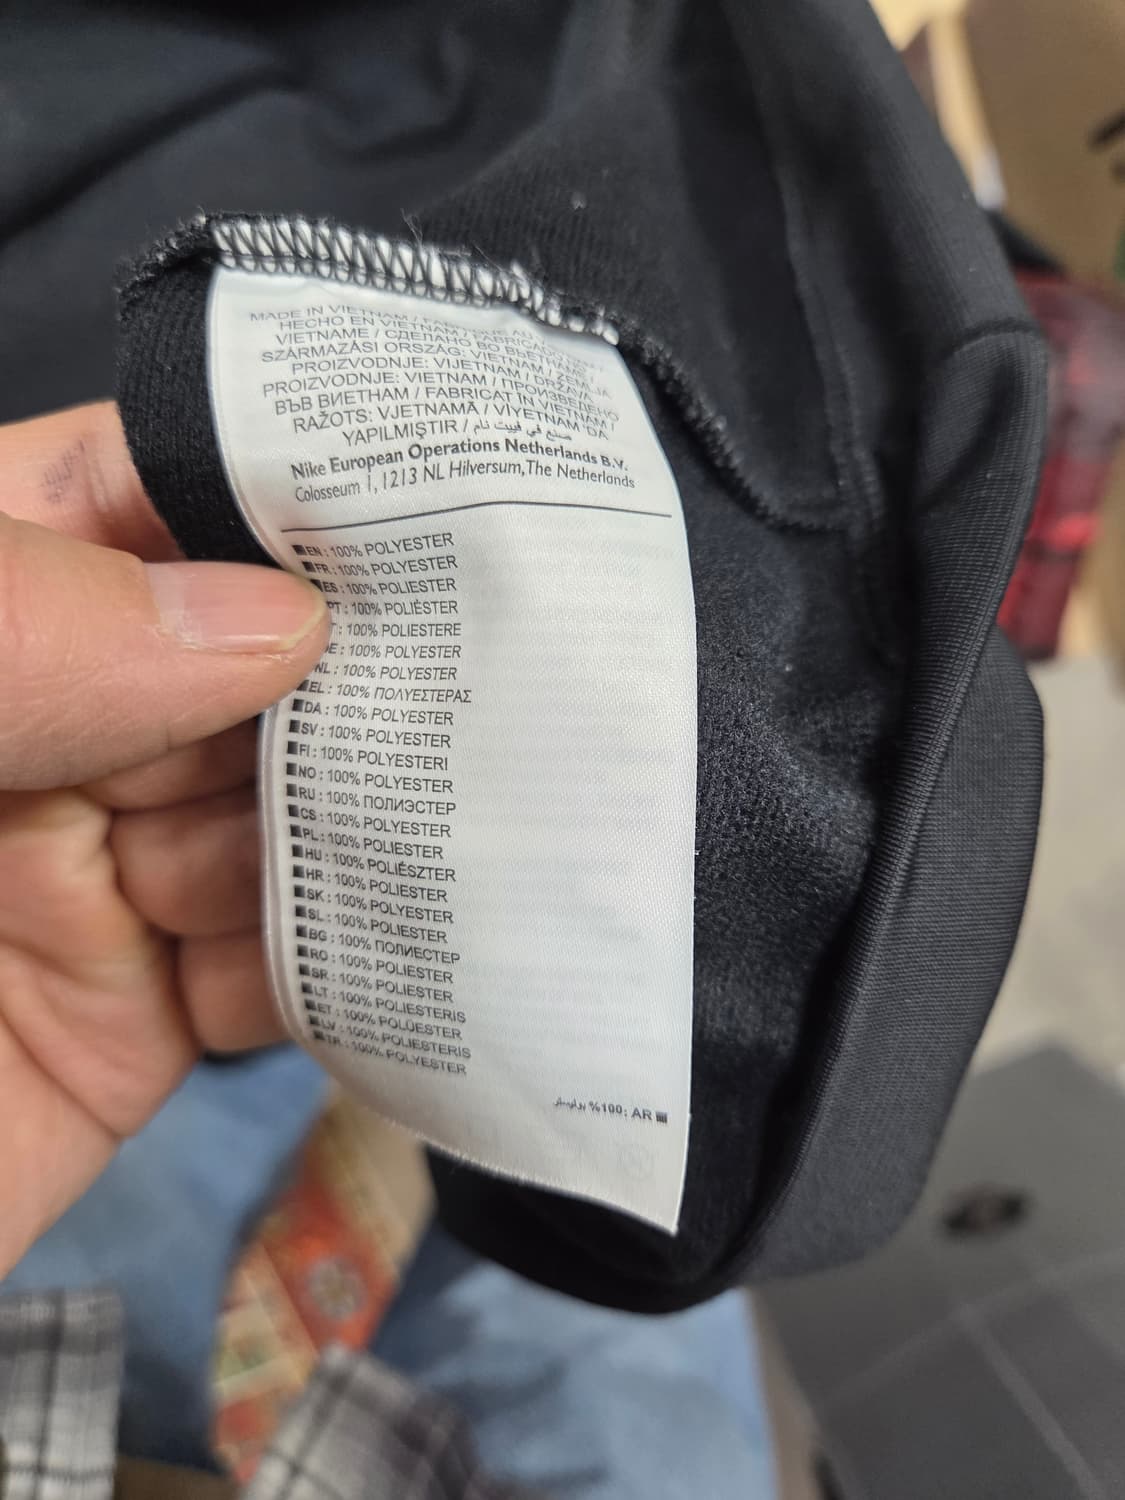 MADE IN VIETNAM /
HECHO EN VIETNAM / FABRICADO
VIETNAME / СДЕЛАНО ВО ВЬЕТНАМЕ /
SZÁRMAZÁSI ORSZÁG: VIETNAM / ZEMLJA
PROIZVODNJE: VIJETNAM / DRŽAVA
PROIZVODNJE: VIETNAM / ПРОИЗВЕДЕНО
ВЪВ ВИЕТНАМ / FABRICAT IN VIETNAM /
RAŽOTS: VJETNAMĀ / VİYETNAM 'DA
YAPILMIŞTIR / صنع في فييت نام
Nike European Operations Netherlands B.V.
Colosseum 1, 1213 NL Hilversum, The Netherlands
EN : 100% POLYESTER
FR : 100% POLYESTER
ES : 100% POLIESTER
PT : 100% POLIÉSTER
: 100% POLIESTERE
: 100% POLYESTER
NL : 100% POLYESTER
EL : 100% ΠΟΛΥΕΣΤΕΡΑΣ
DA : 100% POLYESTER
SV : 100% POLYESTER
FI : 100% POLYESTERI
NO : 100% POLYESTER
RU : 100% ПОЛИЭСТЕР
CS : 100% POLYESTER
PL : 100% POLIESTER
HU : 100% POLIÉSZTER
HR : 100% POLIESTER
SK : 100% POLYESTER
SL : 100% POLIESTER
BG : 100% ПОЛИЕСТЕР
RO : 100% POLIESTER
SR : 100% POLIESTER
LT : 100% POLIESTERIS
ET : 100% POLÜESTER
LV : 100% POLIESTERIS
TR : 100% POLYESTER
AR :100% بوليستر